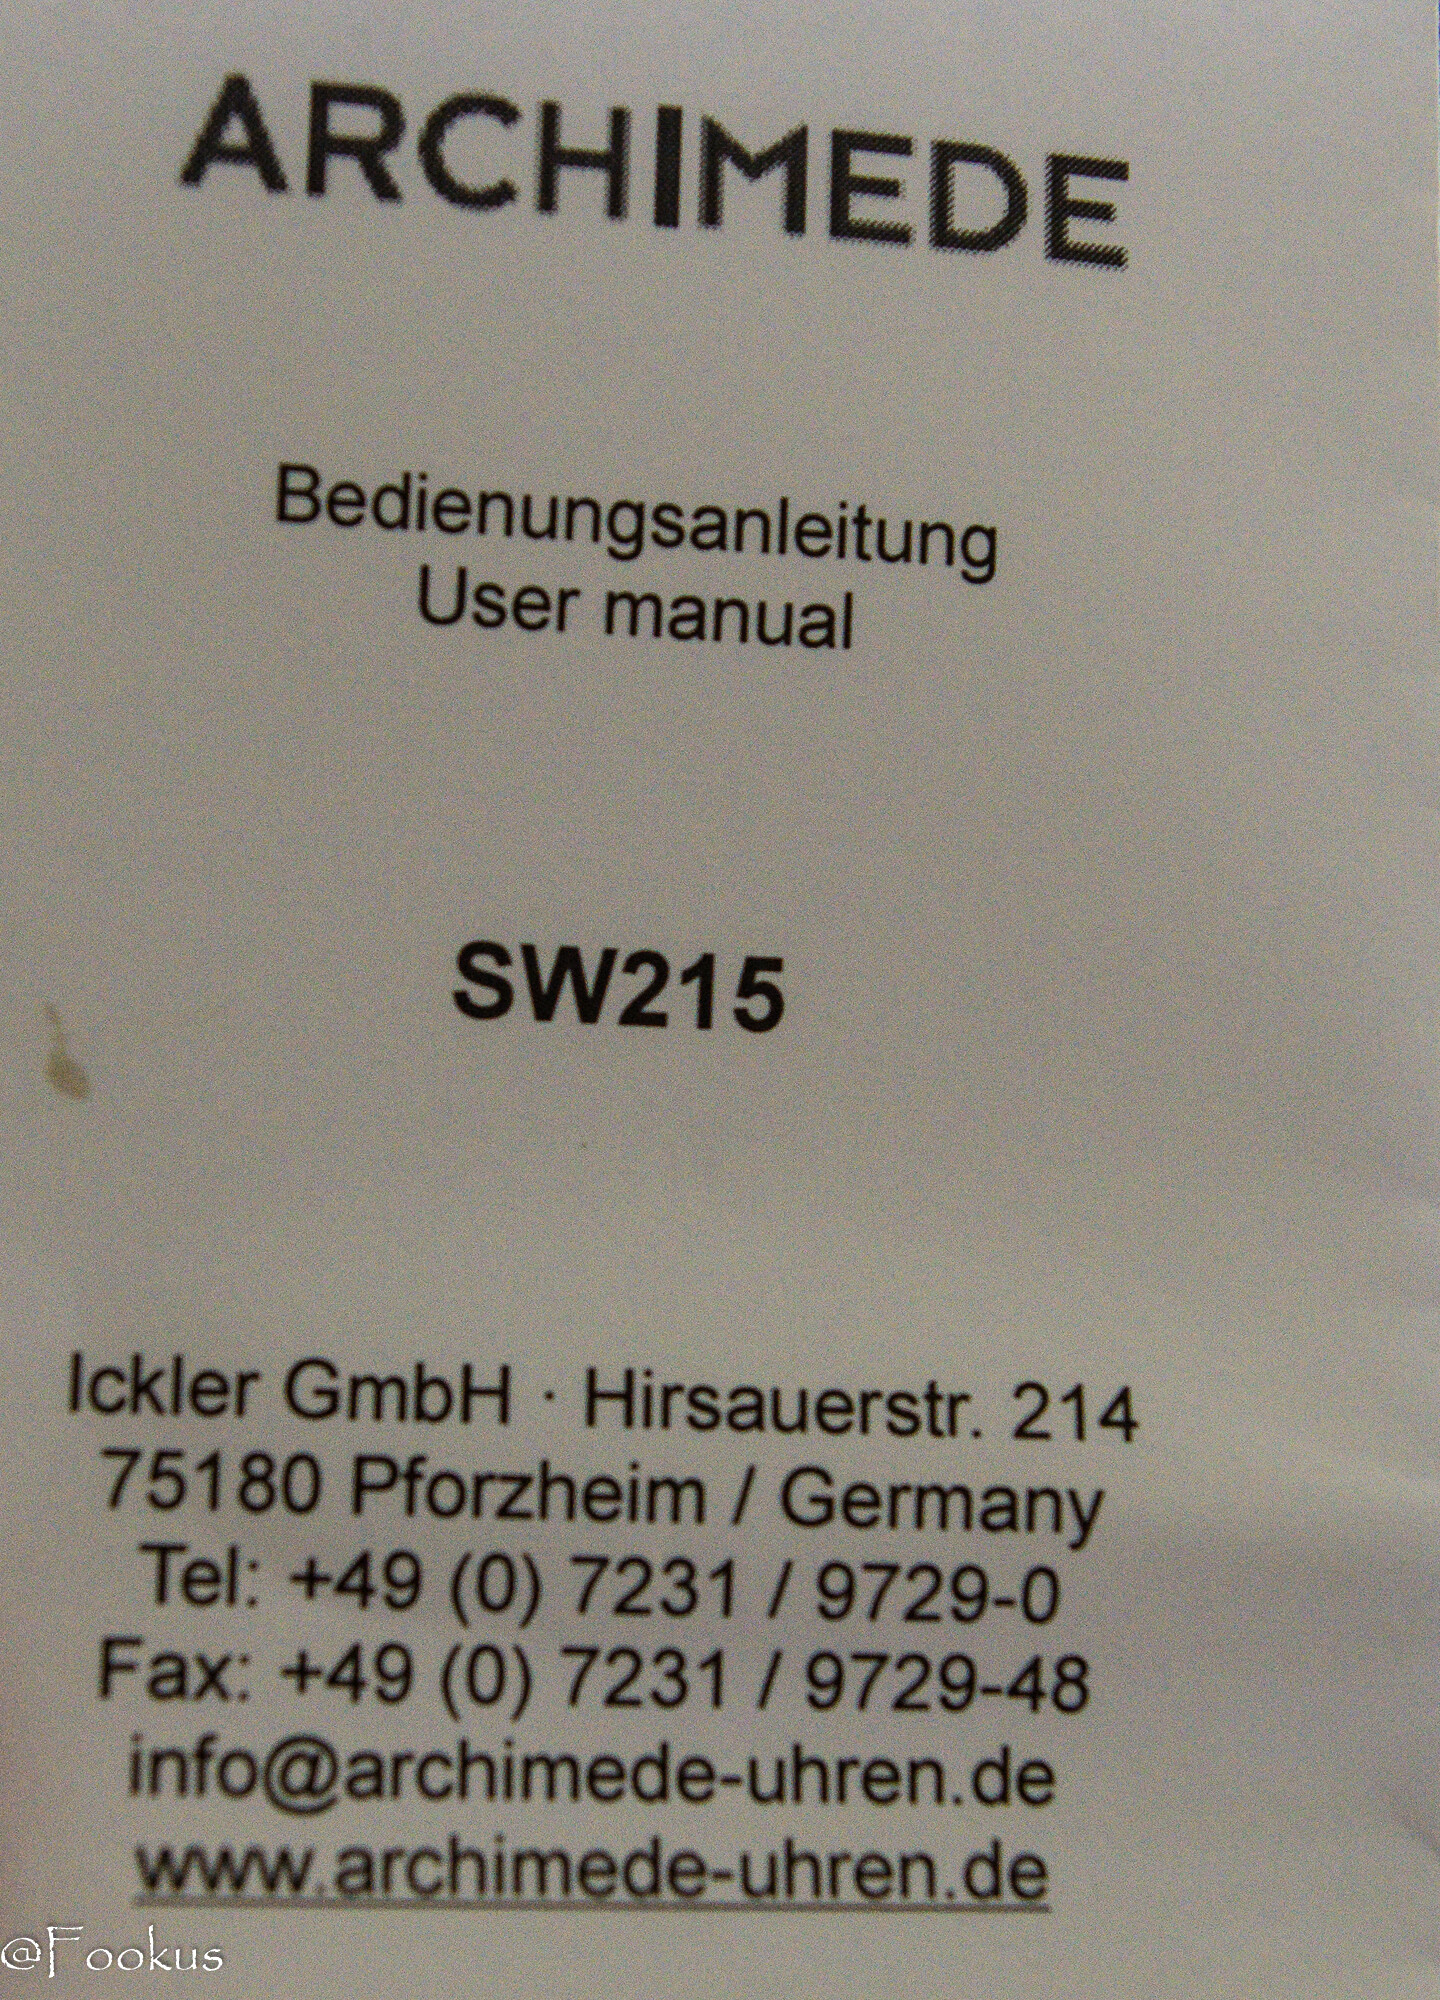 ARCHIMEDE
Bedienungsanleitung
User manual
SW215
Ickler GmbH · Hirsauerstr. 214
75180 Pforzheim / Germany
Tel: +49 (0) 7231 / 9729-0
Fax: +49 (0) 7231 / 9729-48
info@archimede-uhren.de
www.archimede-uhren.de
@Fookus